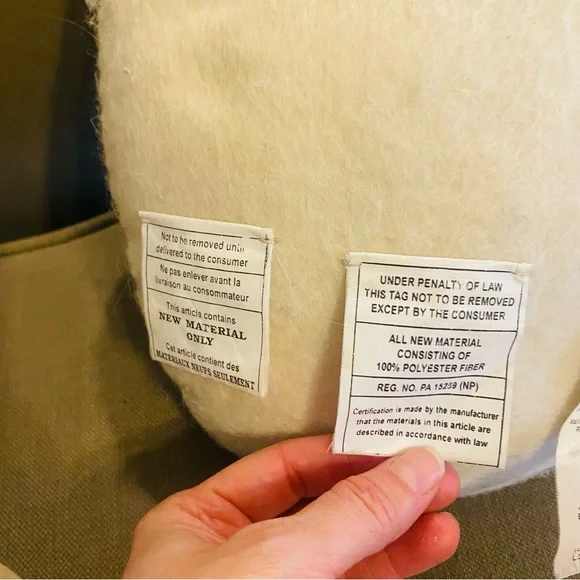 Not to be removed until
delivered to the consumer
Ne pas enlever avant la
livraison au consommateur
This article contains
NEW MATERIAL
ONLY
Cet article contient des
MATERIAUX NEUFS SEULEMENT
UNDER PENALTY OF LAW
THIS TAG NOT TO BE REMOVED
EXCEPT BY THE CONSUMER
ALL NEW MATERIAL
CONSISTING OF
100% POLYESTER FIBER
REG. NO. PA 15259 (NP)
Certification is made by the manufacturer
that the materials in this article are
described in accordance with law